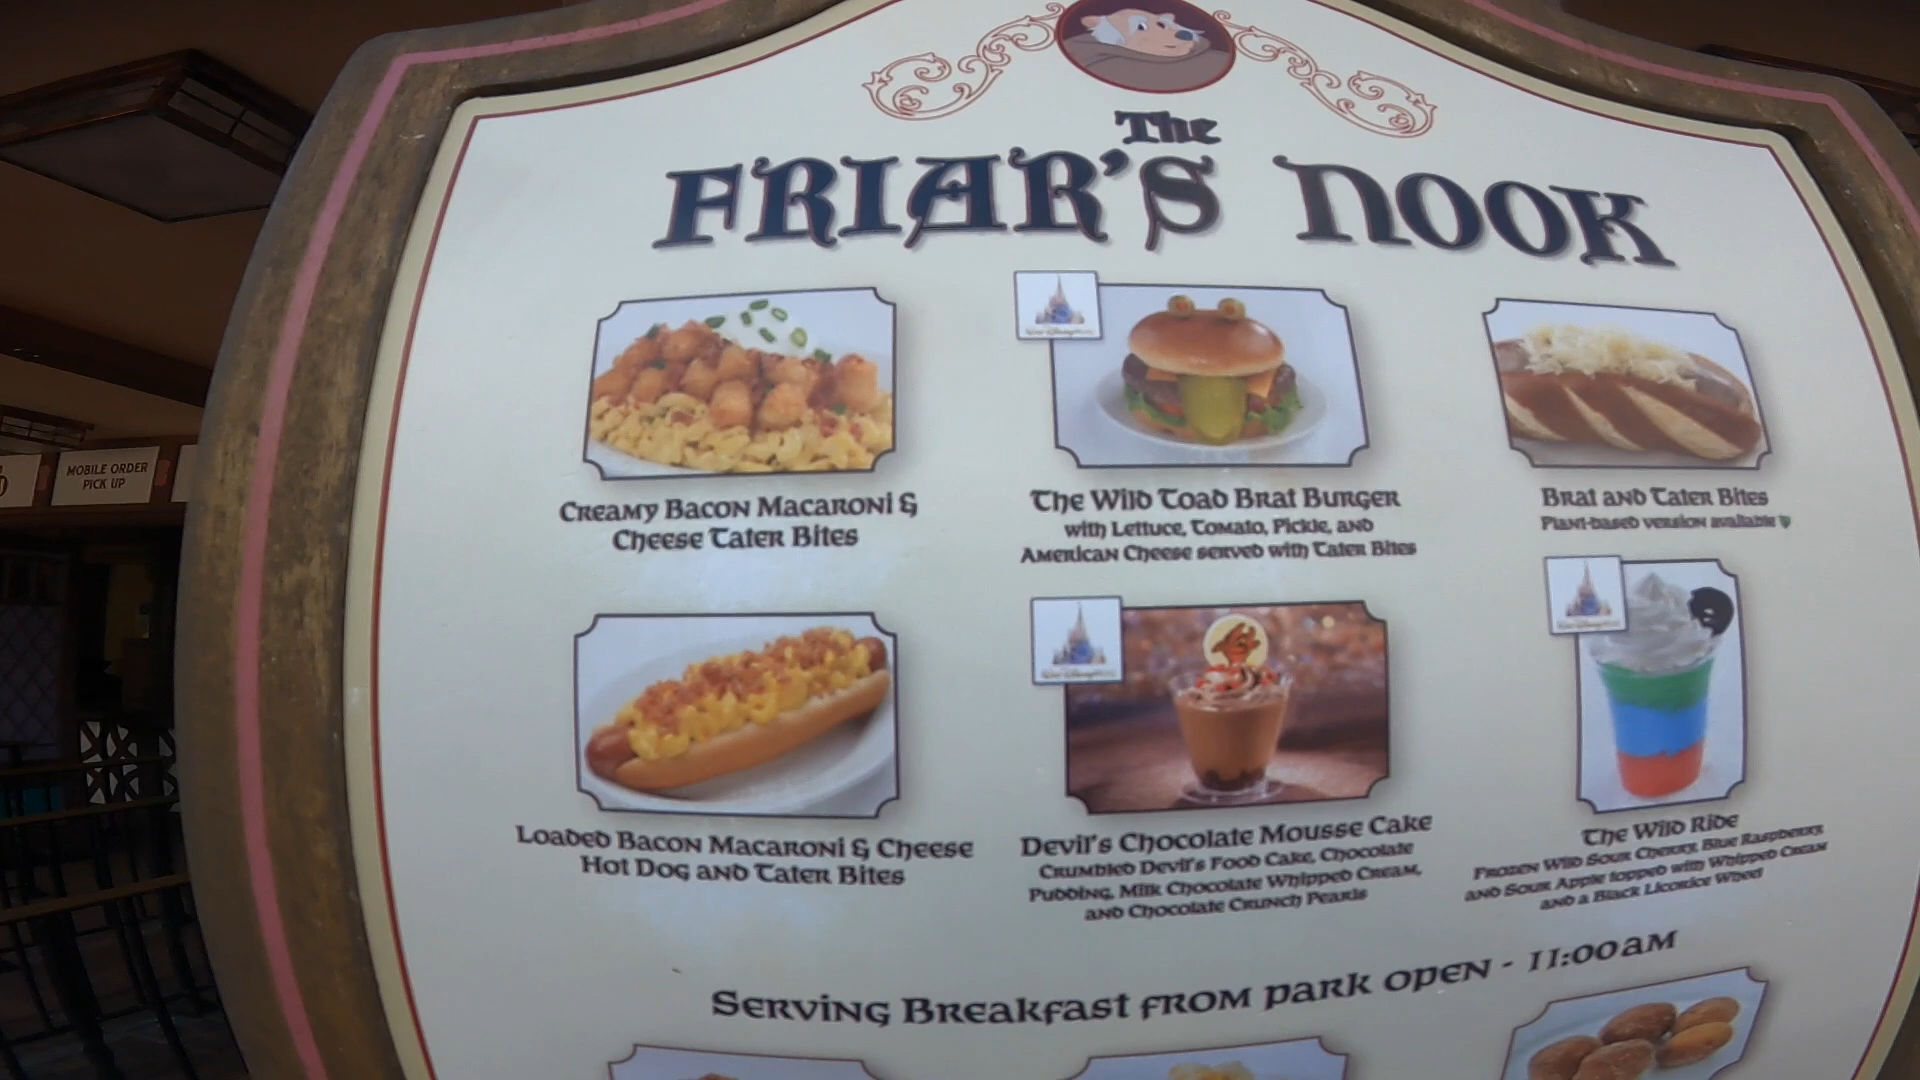 The
FRIAR'S NOOK
Creamy Bacon Macaroni &
Cheese Tater Bites
The Wild Toad Brat Burger
with Lettuce, Tomato, Pickle, and
American Cheese served with Tater Bites
Brat and Tater Bites
Plant-based version available
Loaded Bacon Macaroni & Cheese
Hot Dog and Tater Bites
Devil's Chocolate Mousse Cake
Crumbled Devil's Food Cake, Chocolate
Pudding, Milk Chocolate Whipped Cream,
and Chocolate Crunch Pearls
The Wild Ride
Frozen Wild Sour Cherry, Blue Raspberry,
and Sour Apple topped with Whipped Cream
and a Black Licorice Wheel
Serving Breakfast from park open - 11:00am
MOBILE ORDER
PICK UP